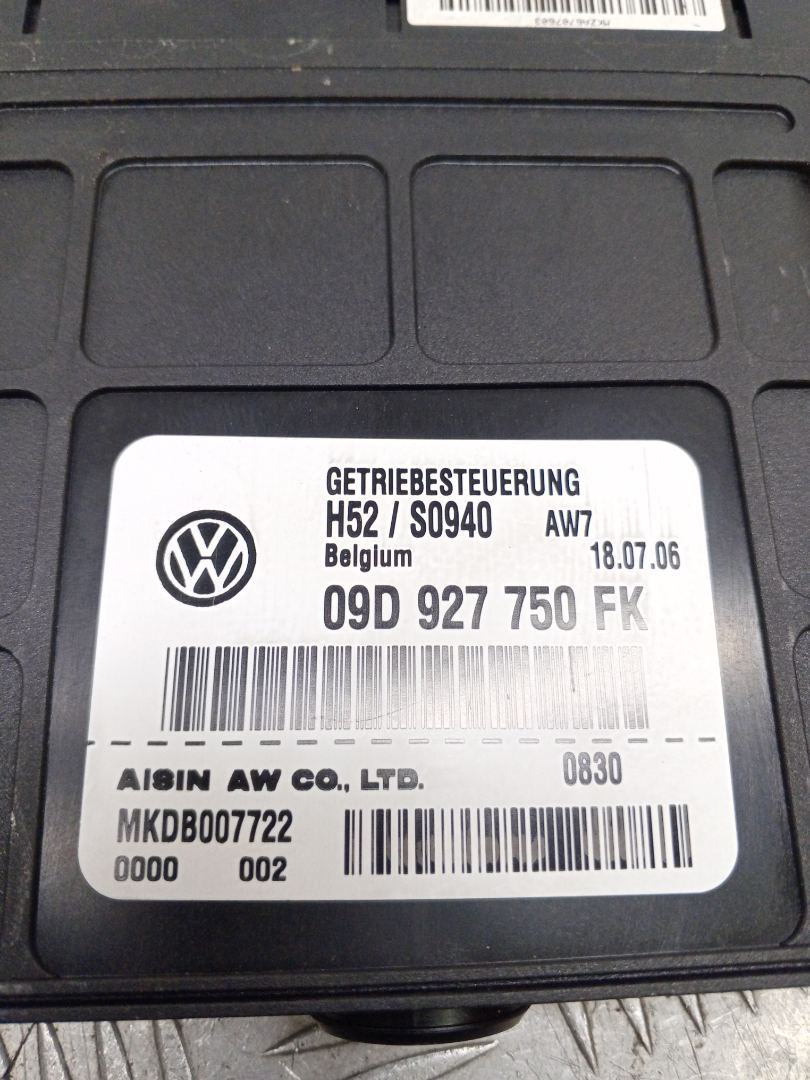 GETRIEBESTEUERUNG
H52 / S0940 AW7
Belgium 18.07.06
09D 927 750 FK
AISIN AW CO., LTD. 0830
MKDB007722
0000 002